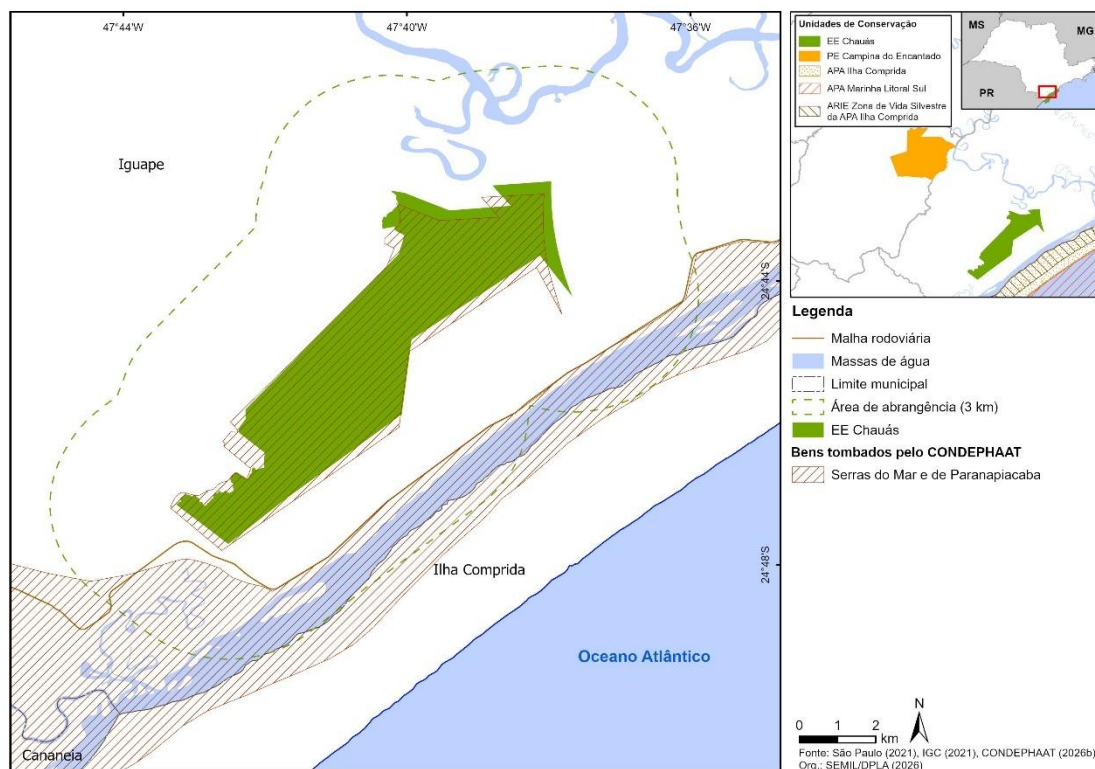 47°44'W
47°40'W
47°36'W
Iguape
24°44'S
24°48'S
Ilha Comprida
Oceano Atlântico
Cananeia
Unidades de Conservação
EE Chauás
PE Campina do Encantado
APA Ilha Comprida
APA Marinha Litoral Sul
ARIE Zona de Vida Silvestre
da APA Ilha Comprida
MS
MG
PR
Legenda
Malha rodoviária
Massas de água
Limite municipal
Área de abrangência (3 km)
EE Chauás
Bens tombados pelo CONDEPHAAT
Serras do Mar e de Paranapiacaba
N
0 1 2
km
Fonte: São Paulo (2021), IGC (2021), CONDEPHAAT (2026b)
Org.: SEMIL/DPLA (2026)